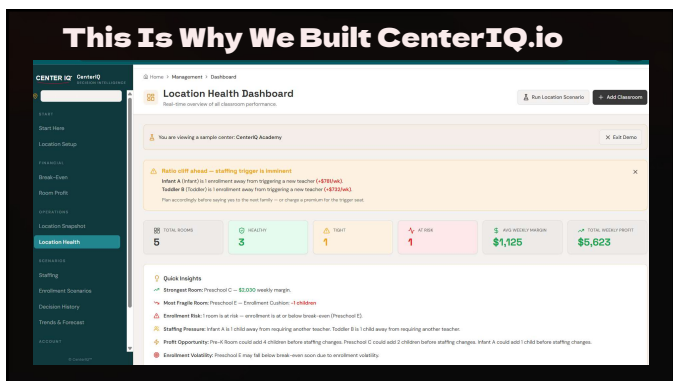 This Is Why We Built CenterIQ.io
CENTER IQ® CenterIQ
DECISION INTELLIGENCE
START
Start Here
Location Setup
FINANCIAL
Break-Even
Room Profit
OPERATIONS
Location Snapshot
Location Health
SCENARIOS
Staffing
Enrollment Scenarios
Decision History
Trends & Forecast
ACCOUNT
© CenterIQ™
Home > Management > Dashboard
Location Health Dashboard
Real-time overview of all classroom performance.
Run Location Scenario
+ Add Classroom
You are viewing a sample center: CenterIQ Academy
× Exit Demo
Ratio cliff ahead — staffing trigger is imminent
Infant A (Infant) is 1 enrollment away from triggering a new teacher (+$791/wk).
Toddler B (Toddler) is 1 enrollment away from triggering a new teacher (+$732/wk).
Plan accordingly before saying yes to the next family — or charge a premium for the trigger seat
TOTAL ROOMS
5
HEALTHY
3
TIGHT
1
AT RISK
1
AVG WEEKLY MARGIN
$1,125
TOTAL WEEKLY PROFIT
$5,623
Quick Insights
Strongest Room: Preschool C — $2,030 weekly margin.
Most Fragile Room: Preschool E — Enrollment Cushion: -1 children
Enrollment Risk: 1 room is at risk — enrollment is at or below break-even (Preschool E).
Staffing Pressure: Infant A is 1 child away from requiring another teacher. Toddler B is 1 child away from requiring another teacher.
Profit Opportunity: Pre-K Room could add 4 children before staffing changes. Preschool C could add 2 children before staffing changes. Infant A could add 1 child before staffing changes.
Enrollment Volatility: Preschool E may fall below break-even soon due to enrollment volatility.